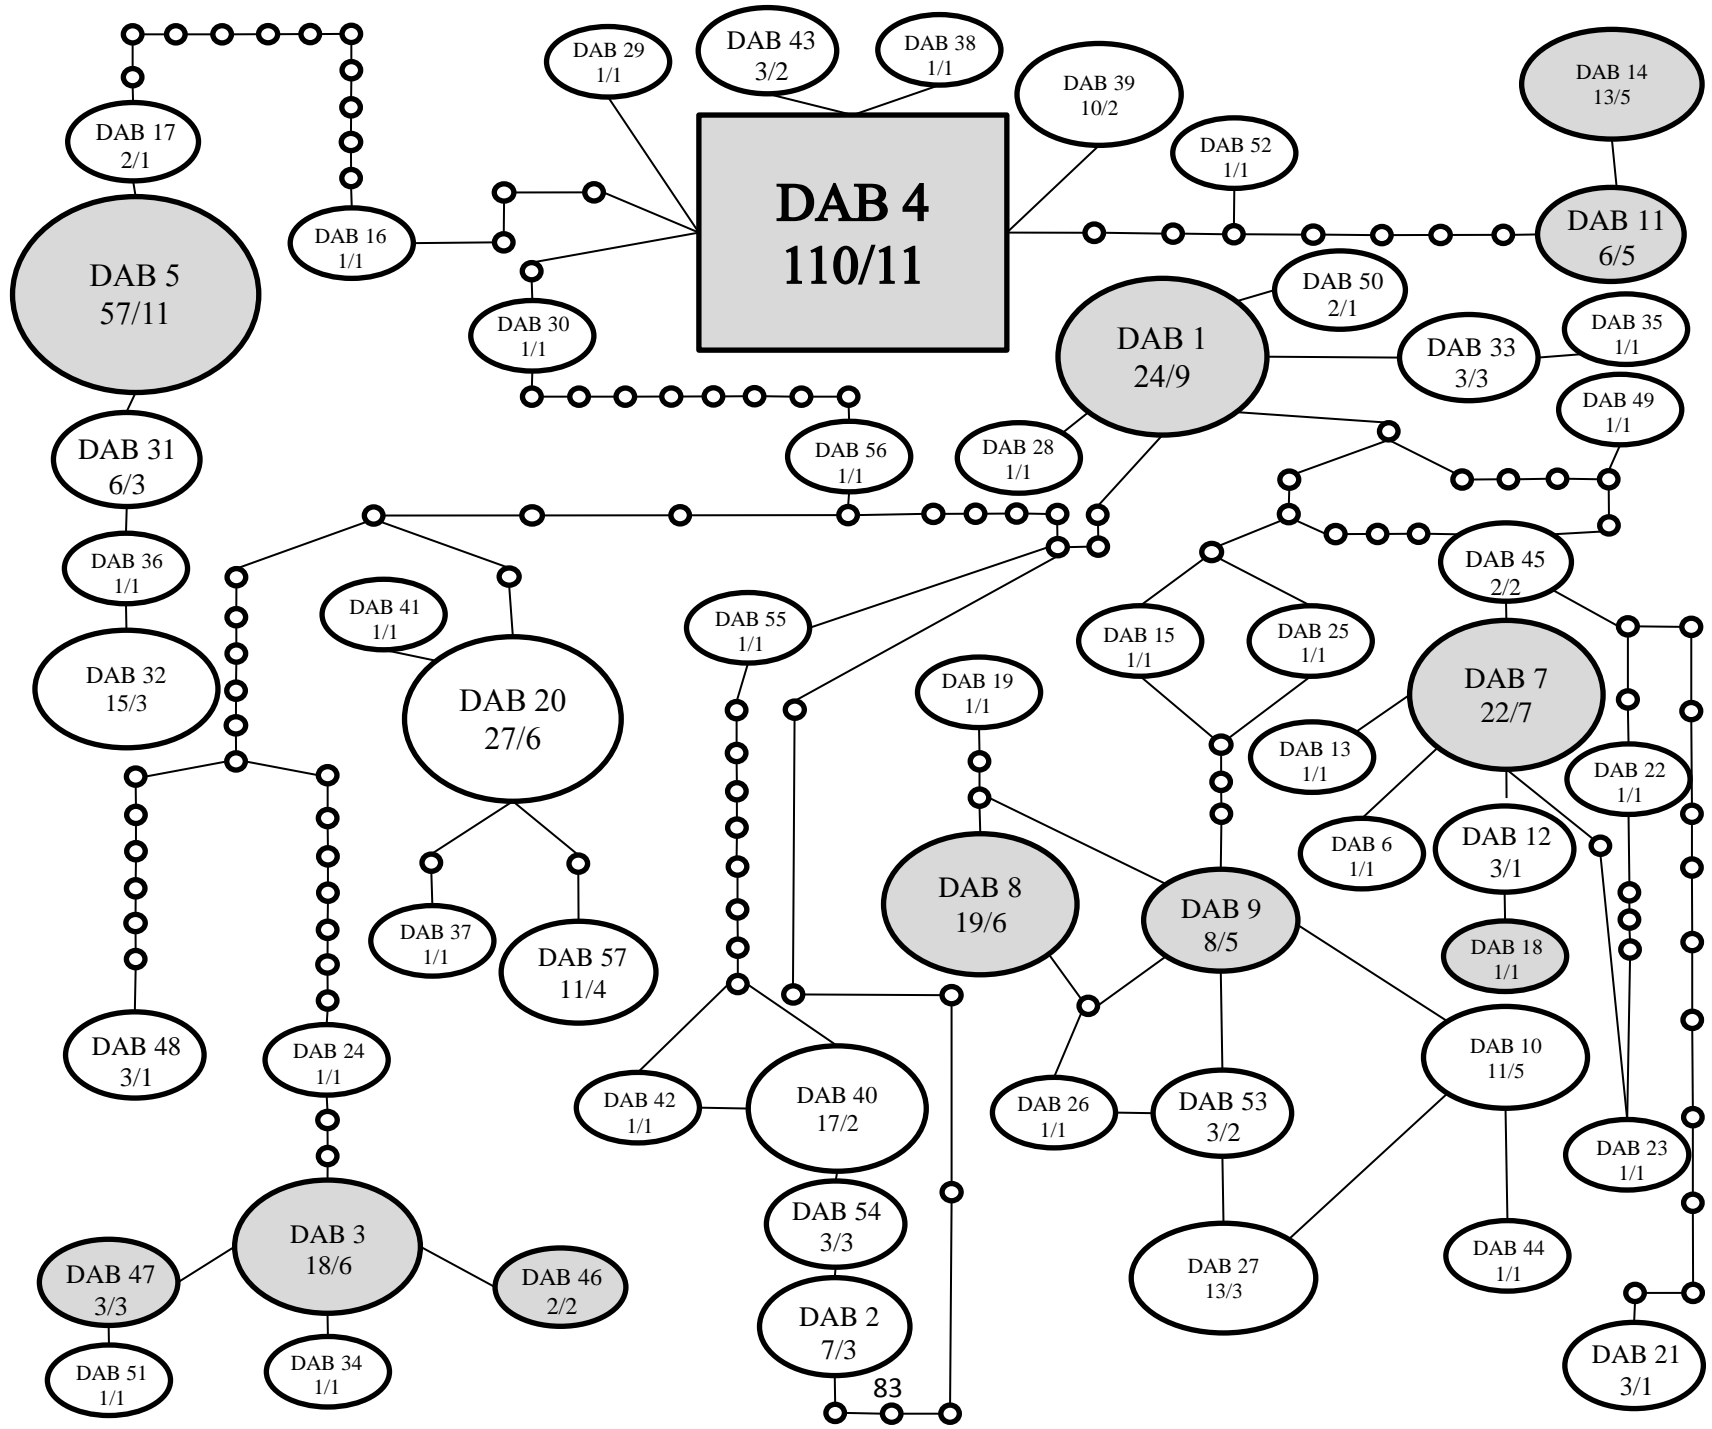 DAB 29
1/1
DAB 43
3/2
DAB 38
1/1
DAB 39
10/2
DAB 14
13/5
DAB 17
2/1
DAB 52
1/1
DAB 4
110/11
DAB 16
1/1
DAB 11
6/5
DAB 5
57/11
DAB 50
2/1
DAB 30
1/1
DAB 1
24/9
DAB 33
3/3
DAB 35
1/1
DAB 49
1/1
DAB 31
6/3
DAB 56
1/1
DAB 28
1/1
DAB 36
1/1
DAB 45
2/2
DAB 41
1/1
DAB 55
1/1
DAB 15
1/1
DAB 25
1/1
DAB 32
15/3
DAB 20
27/6
DAB 19
1/1
DAB 7
22/7
DAB 13
1/1
DAB 22
1/1
DAB 6
1/1
DAB 12
3/1
DAB 8
19/6
DAB 9
8/5
DAB 37
1/1
DAB 57
11/4
DAB 18
1/1
DAB 48
3/1
DAB 24
1/1
DAB 10
11/5
DAB 42
1/1
DAB 40
17/2
DAB 26
1/1
DAB 53
3/2
DAB 23
1/1
DAB 54
3/3
DAB 3
18/6
DAB 47
3/3
DAB 46
2/2
DAB 27
13/3
DAB 44
1/1
DAB 2
7/3
DAB 51
1/1
DAB 34
1/1
DAB 21
3/1
83